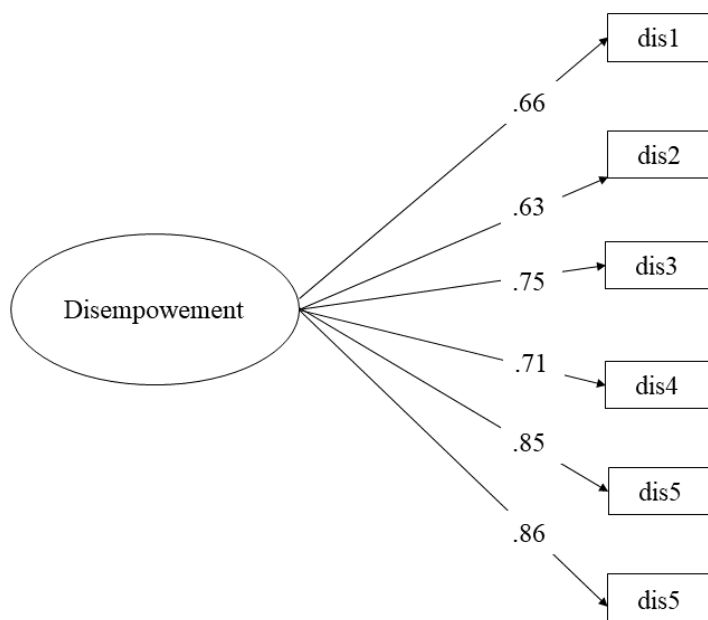 dis1
.66
dis2
.63
dis3
.75
Disempowement
.71
dis4
.85
dis5
.86
dis5